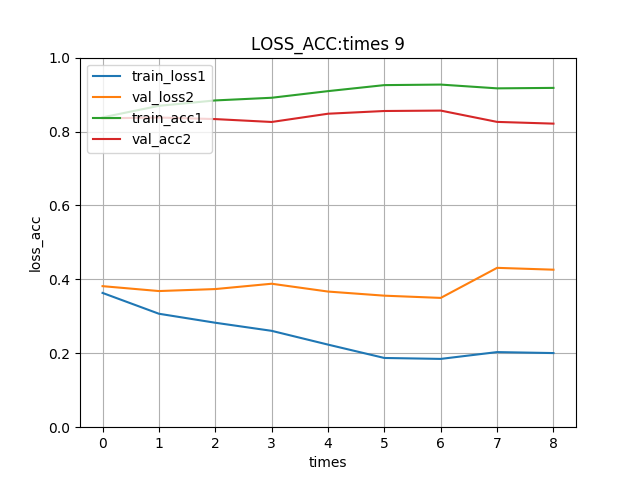 LOSS_ACC:times 9
train_loss1
val_loss2
train_acc1
val_acc2
1.0
0.8
0.6
0.4
0.2
0.0
loss_acc
0 1 2 3 4 5 6 7 8
times